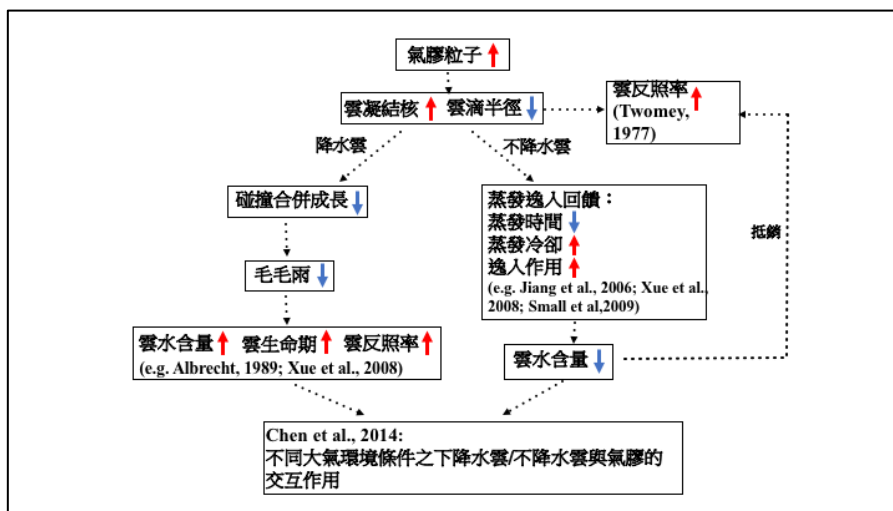 氣膠粒子
雲凝結核 雲滴半徑
雲反照率
(Twomey,
1977)
降水雲
不降水雲
碰撞合併成長
毛毛雨
雲水含量 雲生命期 雲反照率
(e.g. Albrecht, 1989; Xue et al., 2008)
蒸發逸入回饋：
蒸發時間
蒸發冷卻
逸入作用
(e.g. Jiang et al., 2006; Xue et al.,
2008; Small et al,2009)
抵銷
雲水含量
Chen et al., 2014:
不同大氣環境條件之下降水雲/不降水雲與氣膠的
交互作用